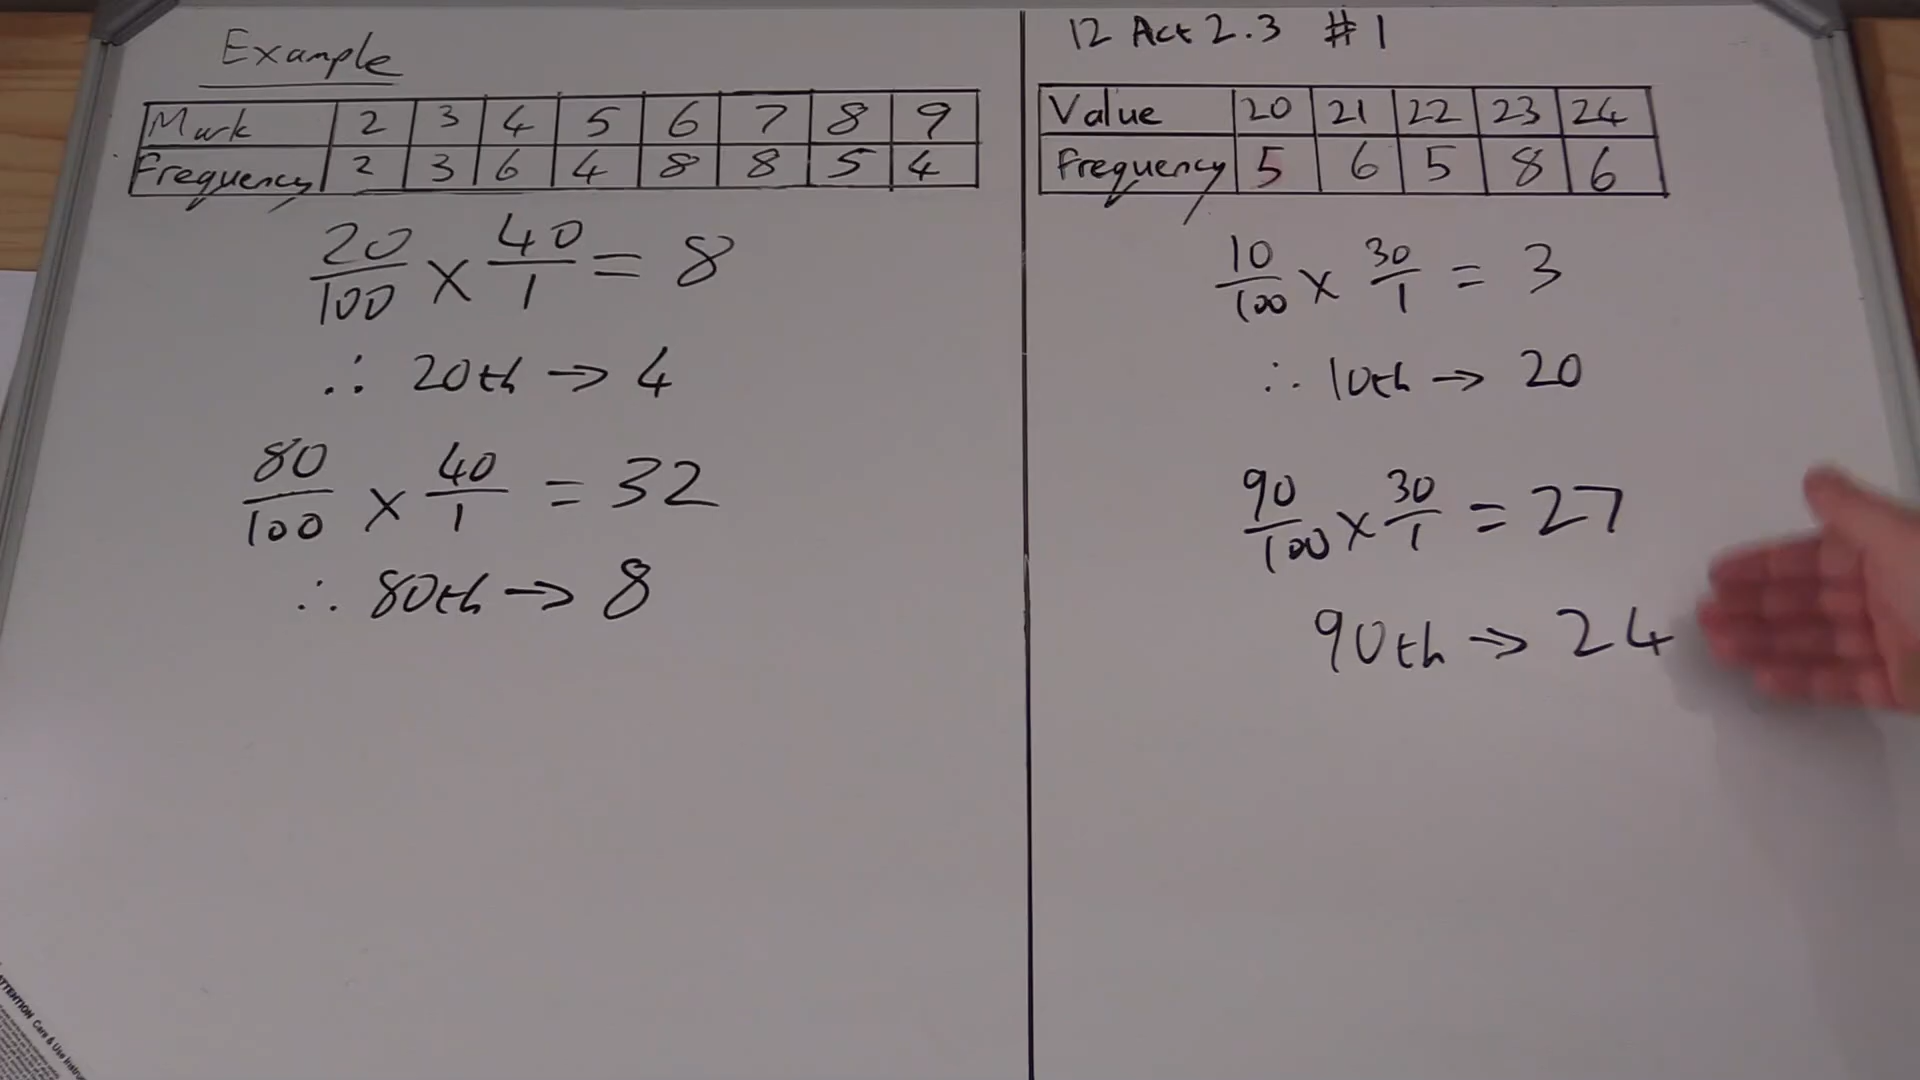 Example
Mark 2 3 4 5 6 7 8 9
Frequency 2 3 6 4 8 8 5 4
20/100 × 40/1 = 8
∴ 20th → 4
80/100 × 40/1 = 32
∴ 80th → 8
12 Act 2.3 #1
Value 20 21 22 23 24
Frequency 5 6 5 8 6
10/100 × 30/1 = 3
∴ 10th → 20
90/100 × 30/1 = 27
90th → 24
ATTENTION Care & Use